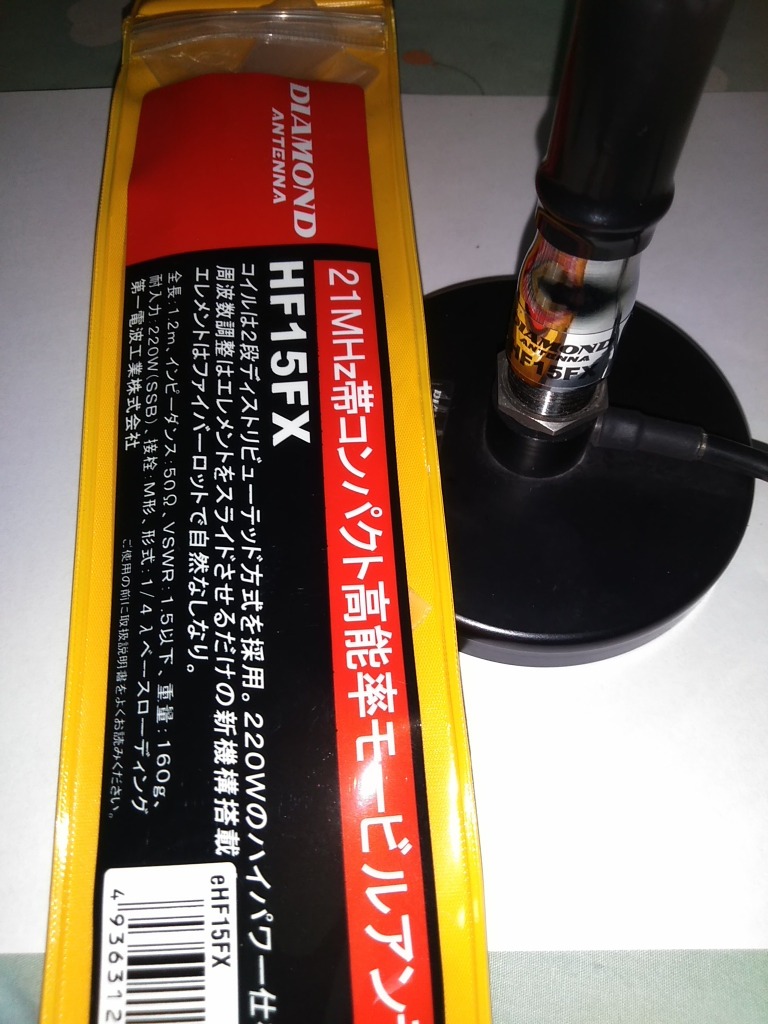 DIAMOND
ANTENNA
21MHz帯コンパクト高能率モービルアン
HF15FX
コイルは2段ディストリビューテッド方式を採用。220Wのハイパワー仕
周波数調整はエレメントをスライドさせるだけの新機構搭載
エレメントはファイバーロットで自然なしなり。
全長:1.2m、インピーダンス:50Ω、VSWR:1.5以下、重量:160g、
耐入力:220W(SSB)、接栓:M形、形式:1/4λベースローディング
第一電波工業株式会社
ご使用の前に取扱説明書をよくお読みください。
eHF15FX
4 936312
DIAMOND
ANTENNA
HF15FX